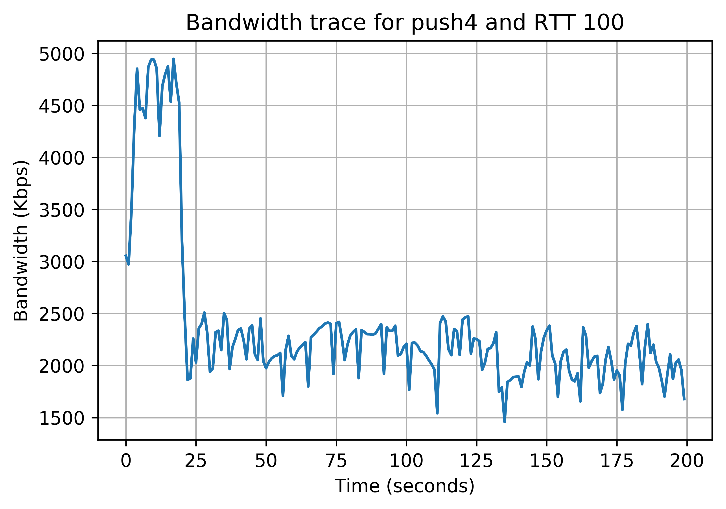 Bandwidth trace for push4 and RTT 100
Bandwidth (Kbps)
5000
4500
4000
3500
3000
2500
2000
1500
0 25 50 75 100 125 150 175 200
Time (seconds)